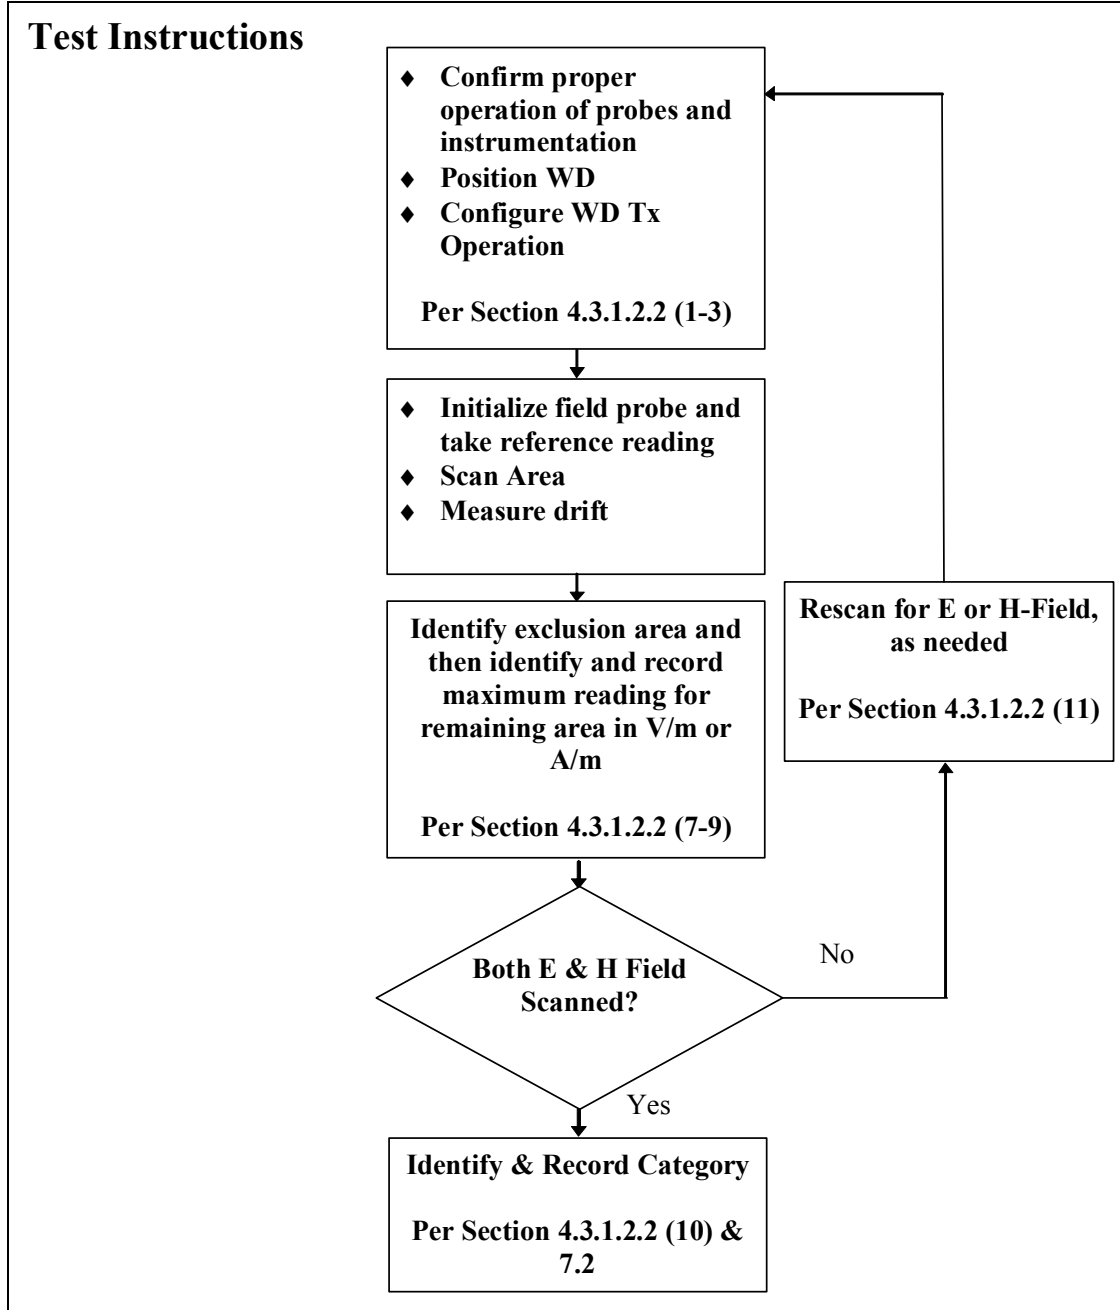 Test Instructions
♦ Confirm proper
operation of probes and
instrumentation
♦ Position WD
♦ Configure WD Tx
Operation
Per Section 4.3.1.2.2 (1-3)
♦ Initialize field probe and
take reference reading
♦ Scan Area
♦ Measure drift
Identify exclusion area and
then identify and record
maximum reading for
remaining area in V/m or
A/m
Per Section 4.3.1.2.2 (7-9)
Rescan for E or H-Field,
as needed
Per Section 4.3.1.2.2 (11)
Both E & H Field
Scanned?
No
Yes
Identify & Record Category
Per Section 4.3.1.2.2 (10) &
7.2